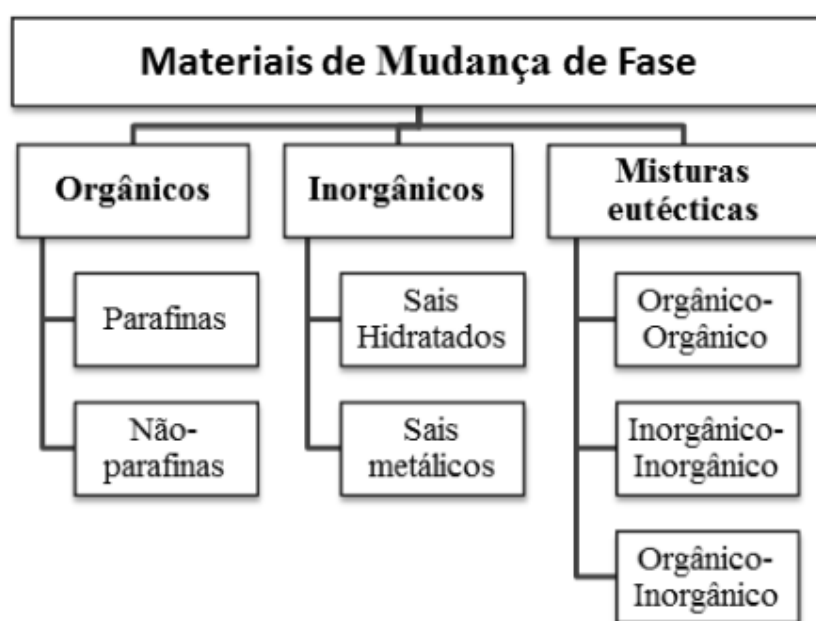 Materiais de Mudança de Fase
Orgânicos
Parafinas
Não-
parafinas
Inorgânicos
Sais
Hidratados
Sais
metálicos
Misturas
eutécticas
Orgânico-
Orgânico
Inorgânico-
Inorgânico
Orgânico-
Inorgânico